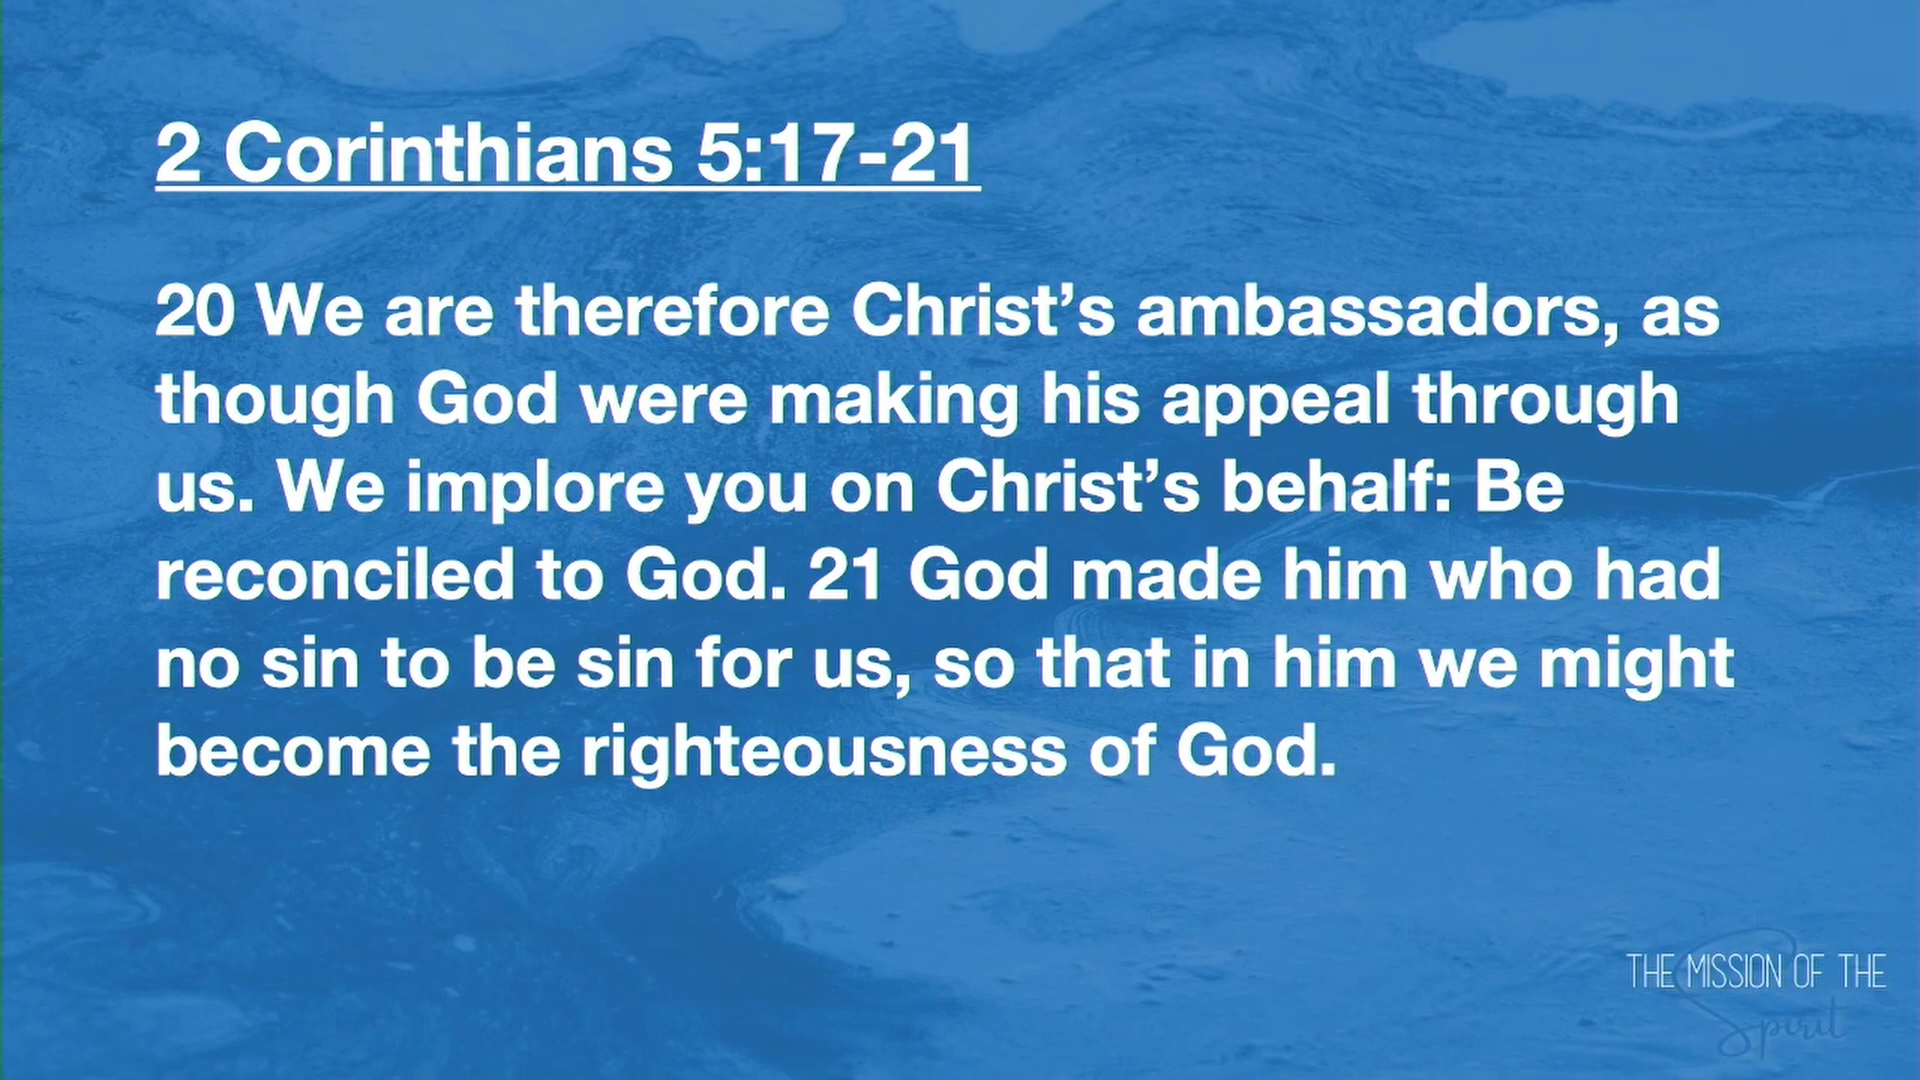 2 Corinthians 5:17-21
20 We are therefore Christ’s ambassadors, as
though God were making his appeal through
us. We implore you on Christ’s behalf: Be
reconciled to God. 21 God made him who had
no sin to be sin for us, so that in him we might
become the righteousness of God.
THE MISSION OF THE
Spirit